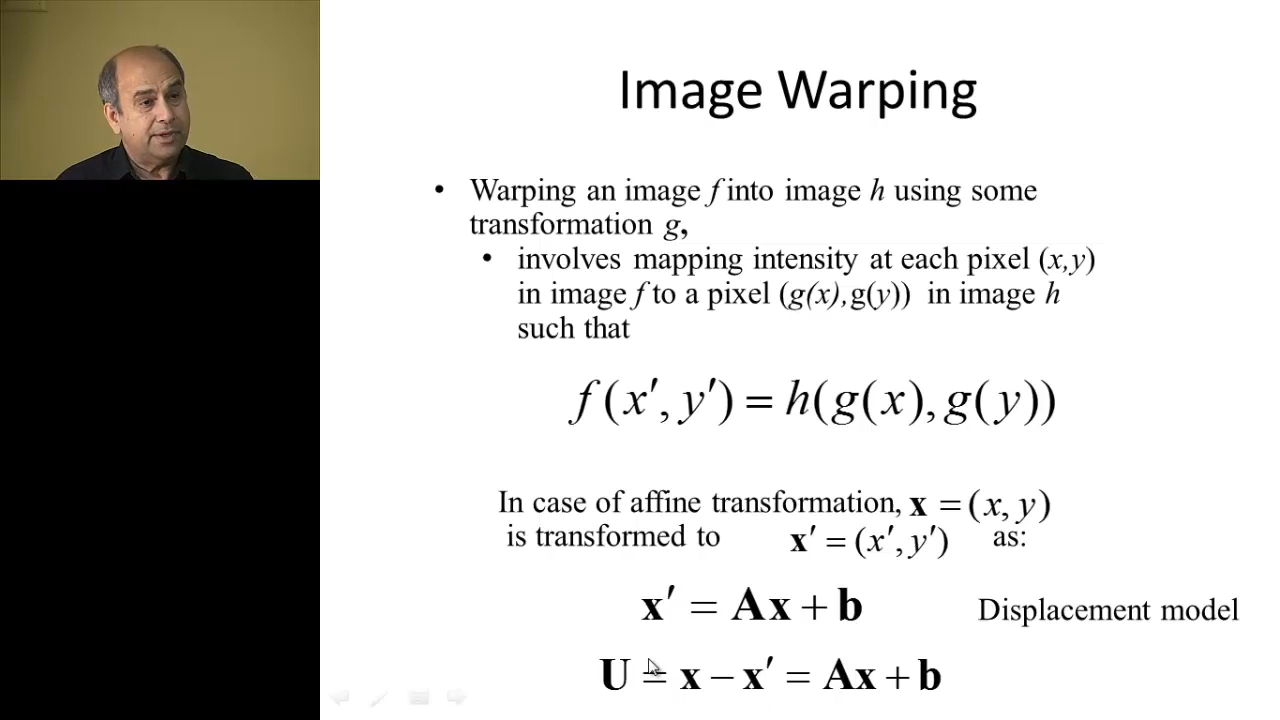 Image Warping
• Warping an image f into image h using some
transformation g,
• involves mapping intensity at each pixel (x,y)
in image f to a pixel (g(x),g(y)) in image h
such that
f(x′, y′) = h(g(x), g(y))
In case of affine transformation, x = (x, y)
is transformed to x′ = (x′, y′) as:
x′ = Ax + b Displacement model
U = x − x′ = Ax + b